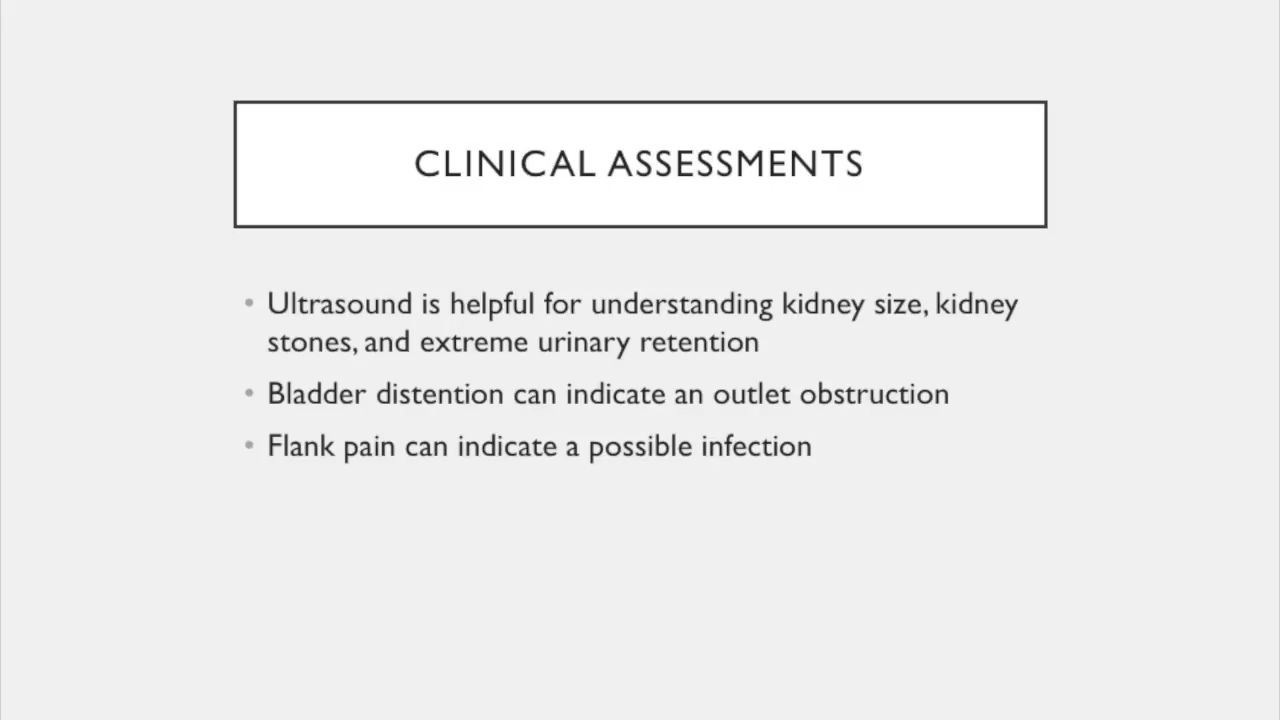 CLINICAL ASSESSMENTS
• Ultrasound is helpful for understanding kidney size, kidney
stones, and extreme urinary retention
• Bladder distention can indicate an outlet obstruction
• Flank pain can indicate a possible infection